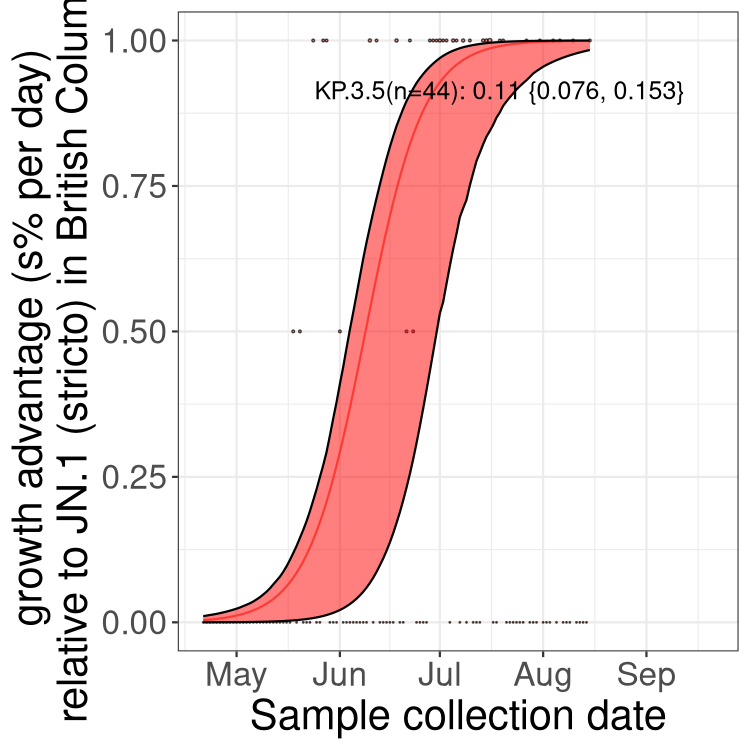 growth advantage (s% per day)
relative to JN.1 (stricto) in British Colum
1.00
0.75
0.50
0.25
0.00
KP.3.5(n=44): 0.11 {0.076, 0.153}
May Jun Jul Aug Sep
Sample collection date